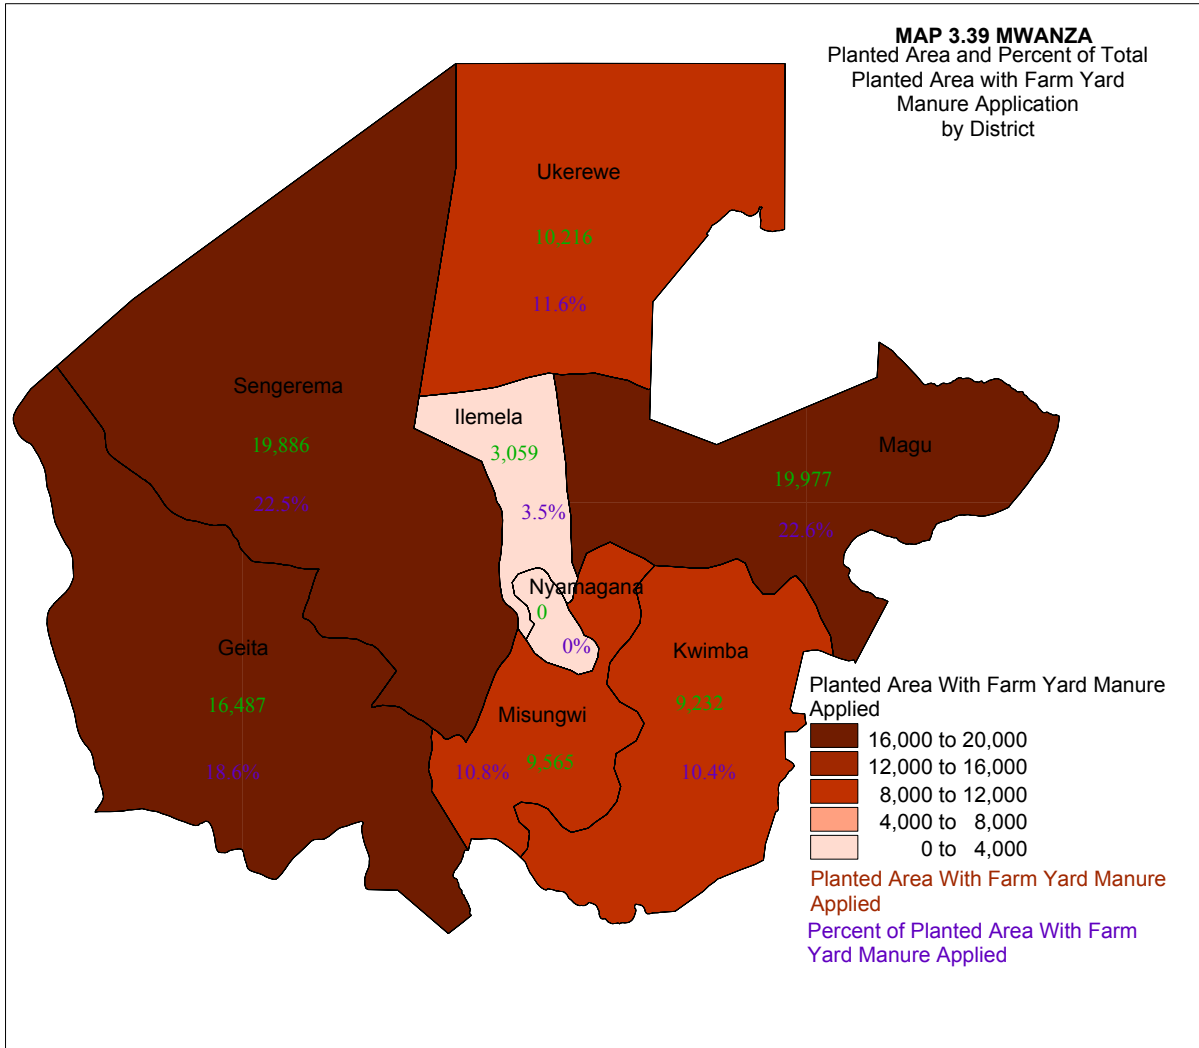 MAP 3.39 MWANZA
Planted Area and Percent of Total
Planted Area with Farm Yard
Manure Application
by District
Ukerewe
10,216
11.6%
Sengerema
19,886
22.5%
Ilemela
3,059
3.5%
Magu
19,977
22.6%
Nyamagana
0
0%
Geita
16,487
18.6%
Kwimba
9,232
10.4%
Misungwi
9,565
10.8%
Planted Area With Farm Yard Manure
Applied
16,000 to 20,000
12,000 to 16,000
8,000 to 12,000
4,000 to 8,000
0 to 4,000
Planted Area With Farm Yard Manure
Applied
Percent of Planted Area With Farm
Yard Manure Applied